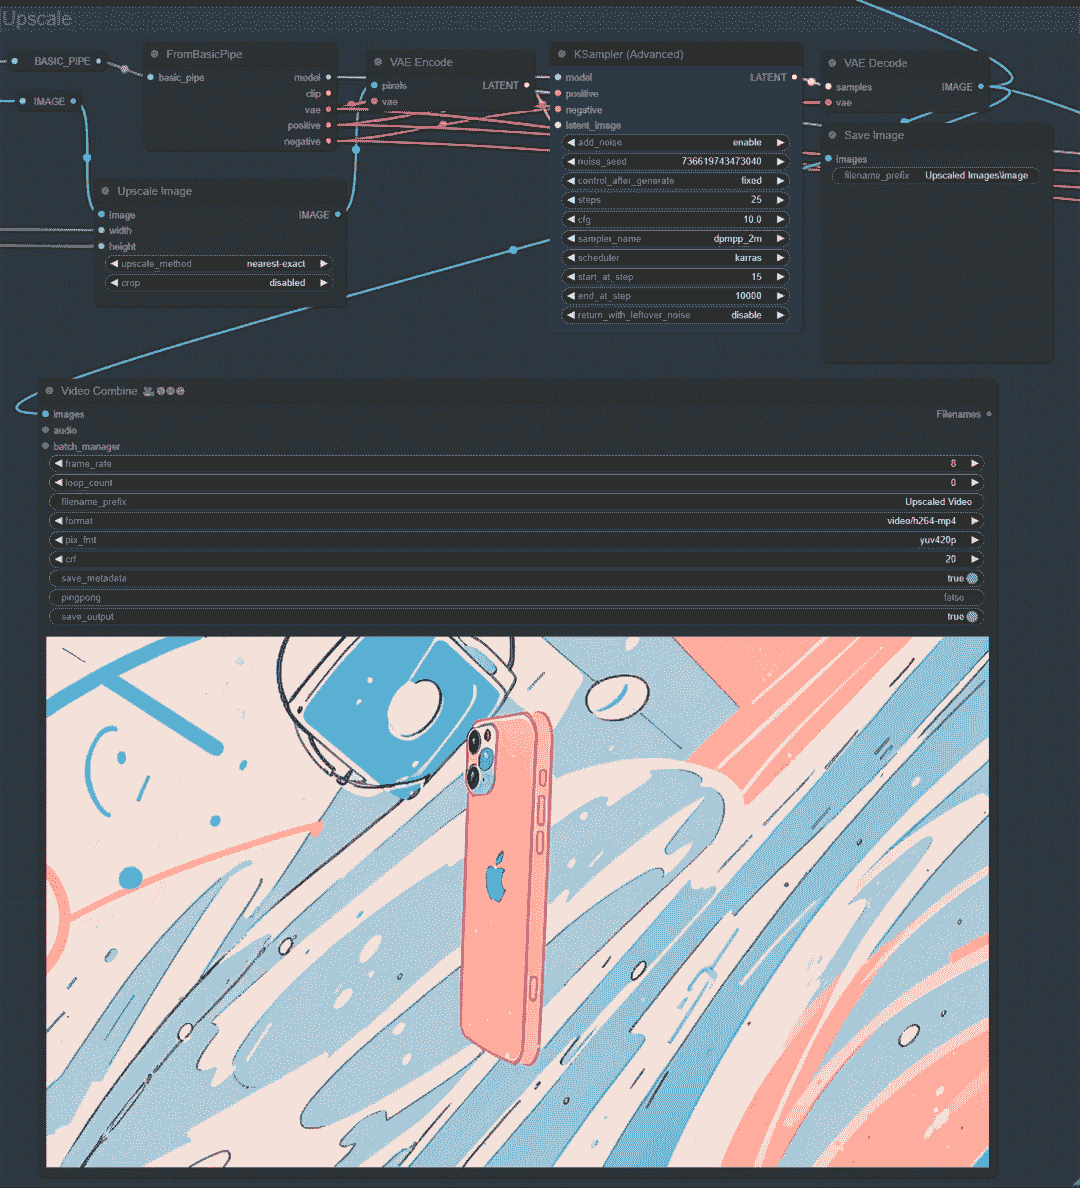 Upscale
BASIC_PIPE
IMAGE
FromBasicPipe
basic_pipe
model
clip
vae
positive
negative
VAE Encode
pixels
LATENT
vae
KSampler (Advanced)
model
LATENT
positive
negative
latent_image
add_noise enable
noise_seed 736619743473040
control_after_generate fixed
steps 25
cfg 10.0
sampler_name dpmpp_2m
scheduler karras
start_at_step 15
end_at_step 10000
return_with_leftover_noise disable
VAE Decode
samples
IMAGE
vae
Save Image
images
filename_prefix Upscaled Images\image
Upscale Image
image
IMAGE
width
height
upscale_method nearest-exact
crop disabled
Video Combine
images
Filenames
audio
batch_manager
frame_rate 8
loop_count 0
filename_prefix Upscaled Video
format video/h264-mp4
pix_fmt yuv420p
crf 20
save_metadata true
pingpong false
save_output true